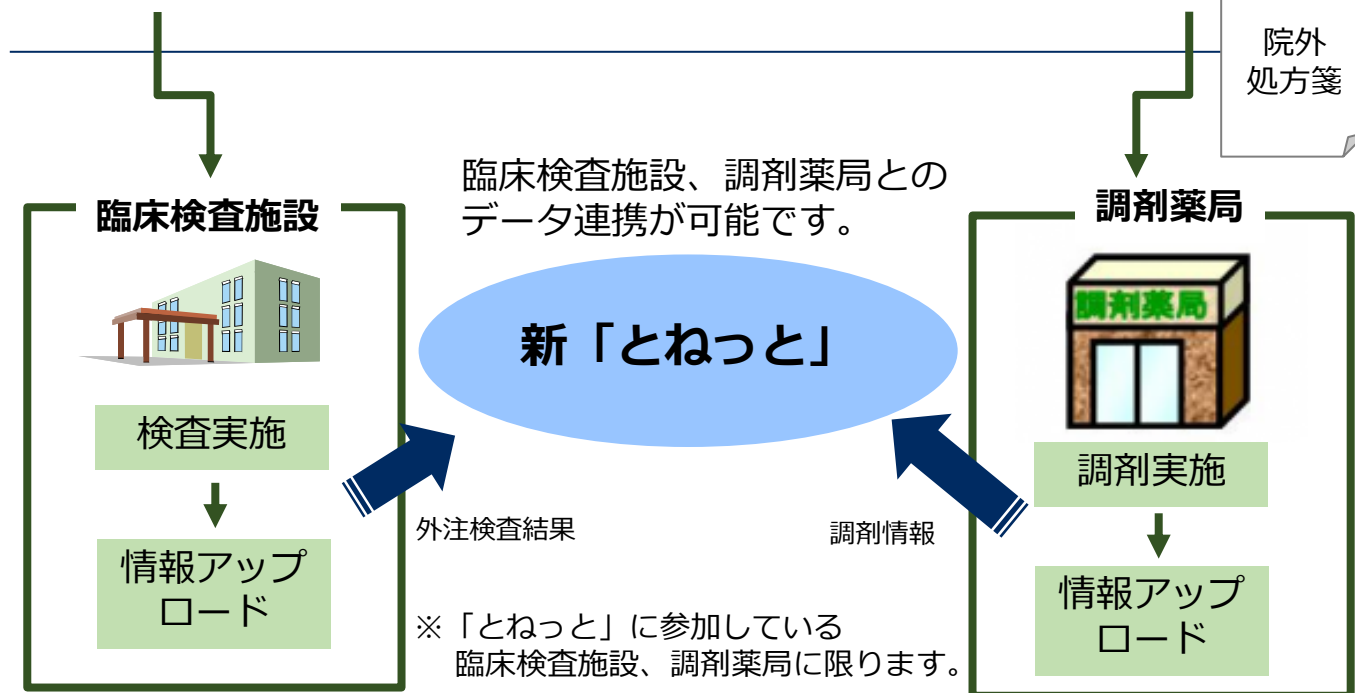 院外
処方箋
臨床検査施設、調剤薬局との
データ連携が可能です。
臨床検査施設
調剤薬局
調剤薬局
新「とねっと」
検査実施
調剤実施
外注検査結果
調剤情報
情報アップ
ロード
情報アップ
ロード
※「とねっと」に参加している
臨床検査施設、調剤薬局に限ります。